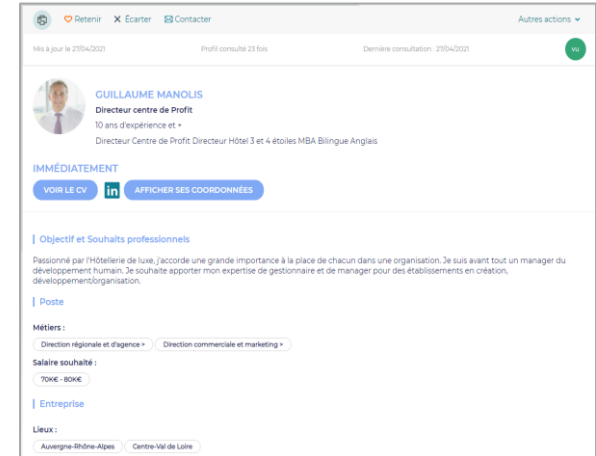 Retenir Écarter Contacter Autres actions
Mis à jour le 27/04/2021 Profil consulté 23 fois Dernière consultation : 27/04/2021 VU
GUILLAUME MANOLIS
Directeur centre de Profit
10 ans d'expérience et +
Directeur Centre de Profit Directeur Hôtel 3 et 4 étoiles MBA Bilingue Anglais
IMMÉDIATEMENT
VOIR LE CV in AFFICHER SES COORDONNÉES
Objectif et Souhaits professionnels
Passionné par l'Hôtellerie de luxe, j'accorde une grande importance à la place de chacun dans une organisation. Je suis avant tout un manager du
développement humain. Je souhaite apporter mon expertise de gestionnaire et de manager pour des établissements en création,
développement/organisation.
Poste
Métiers :
Direction régionale et d'agence > Direction commerciale et marketing >
Salaire souhaité :
70K€ - 80K€
Entreprise
Lieux :
Auvergne-Rhône-Alpes Centre-Val de Loire